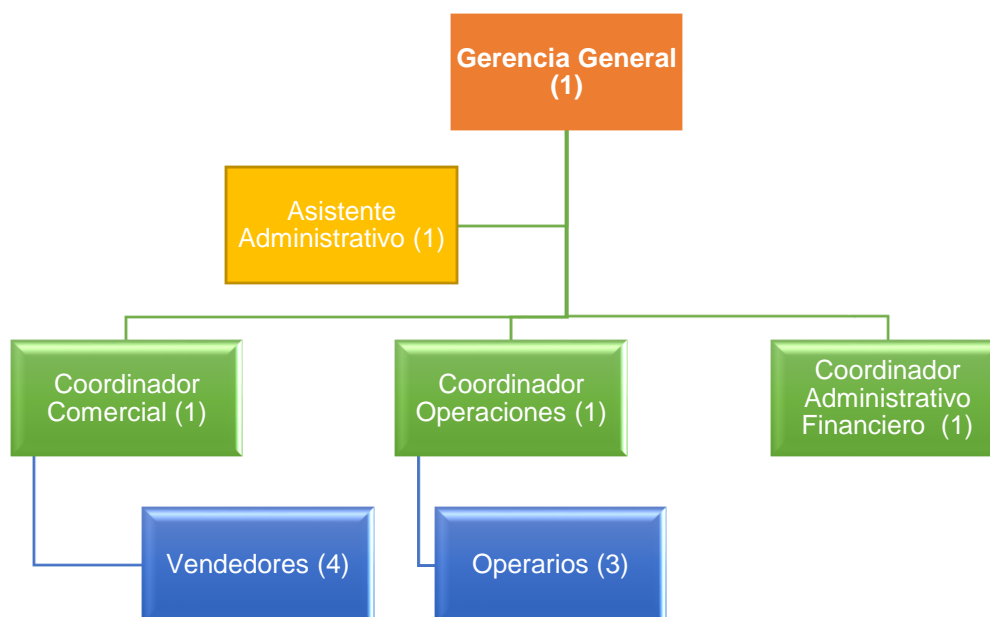 Gerencia General
(1)
Asistente
Administrativo (1)
Coordinador
Comercial (1)
Coordinador
Operaciones (1)
Coordinador
Administrativo
Financiero (1)
Vendedores (4)
Operarios (3)